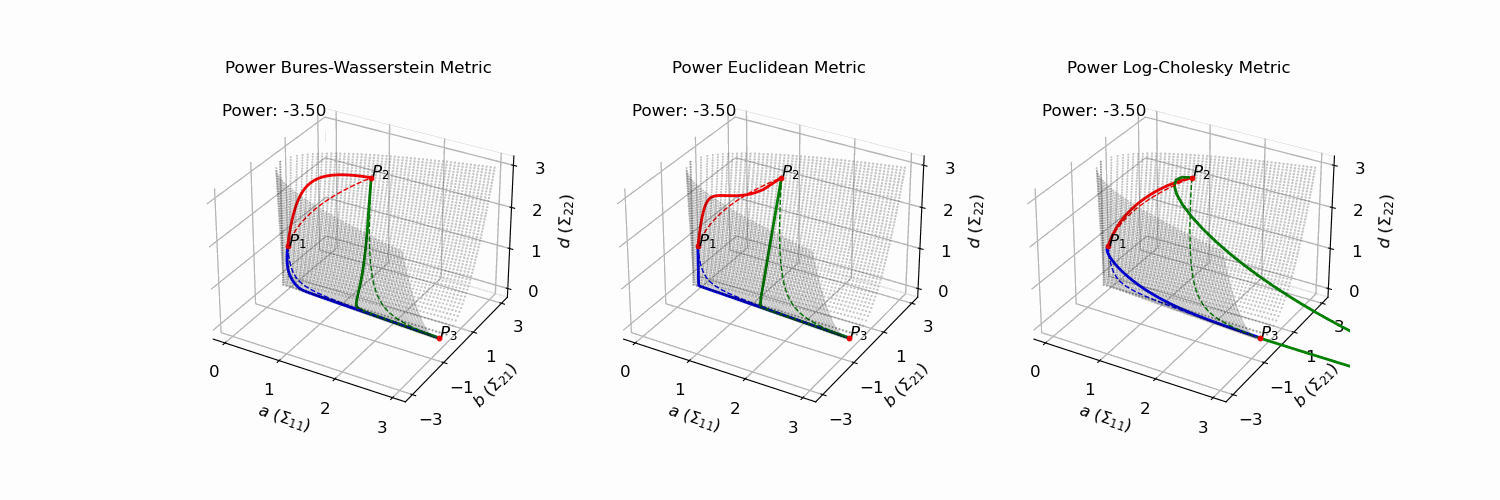 Power Bures-Wasserstein Metric
Power: -3.50
P₂
P₁
P₃
3
2
1
0
d (Σ₂₂)
3
1
−1
−3
b (Σ₂₁)
0
1
2
3
a (Σ₁₁)
Power Euclidean Metric
Power: -3.50
P₂
P₁
P₃
3
2
1
0
d (Σ₂₂)
3
1
−1
−3
b (Σ₂₁)
0
1
2
3
a (Σ₁₁)
Power Log-Cholesky Metric
Power: -3.50
P₂
P₁
P₃
3
2
1
0
d (Σ₂₂)
3
1
−1
−3
b (Σ₂₁)
0
1
2
3
a (Σ₁₁)